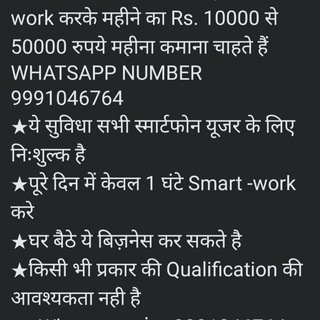 work करके महीने का Rs. 10000 से
50000 रुपये महीना कमाना चाहते हैं
WHATSAPP NUMBER
9991046764
★ये सुविधा सभी स्मार्टफोन यूजर के लिए
निःशुल्क है
★पूरे दिन में केवल 1 घंटे Smart -work
करे
★घर बैठे ये बिज़नेस कर सकते है
★किसी भी प्रकार की Qualification की
आवश्यकता नही है